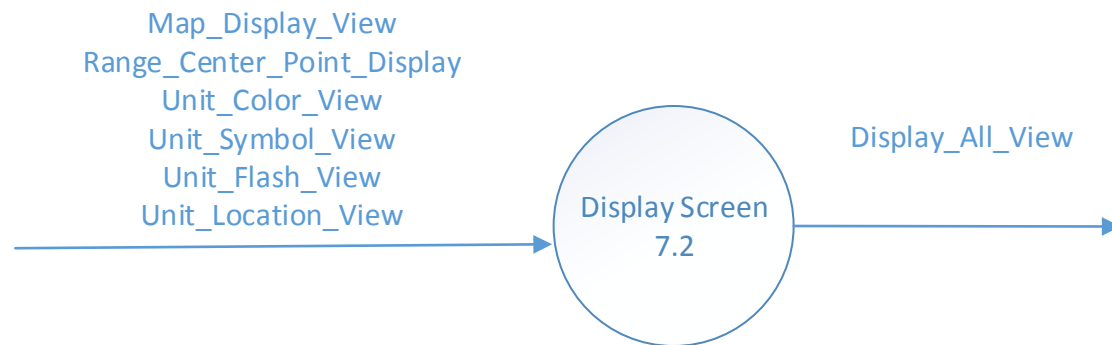 Map_Display_View
Range_Center_Point_Display
Unit_Color_View
Unit_Symbol_View
Unit_Flash_View
Unit_Location_View
Display Screen
7.2
Display_All_View